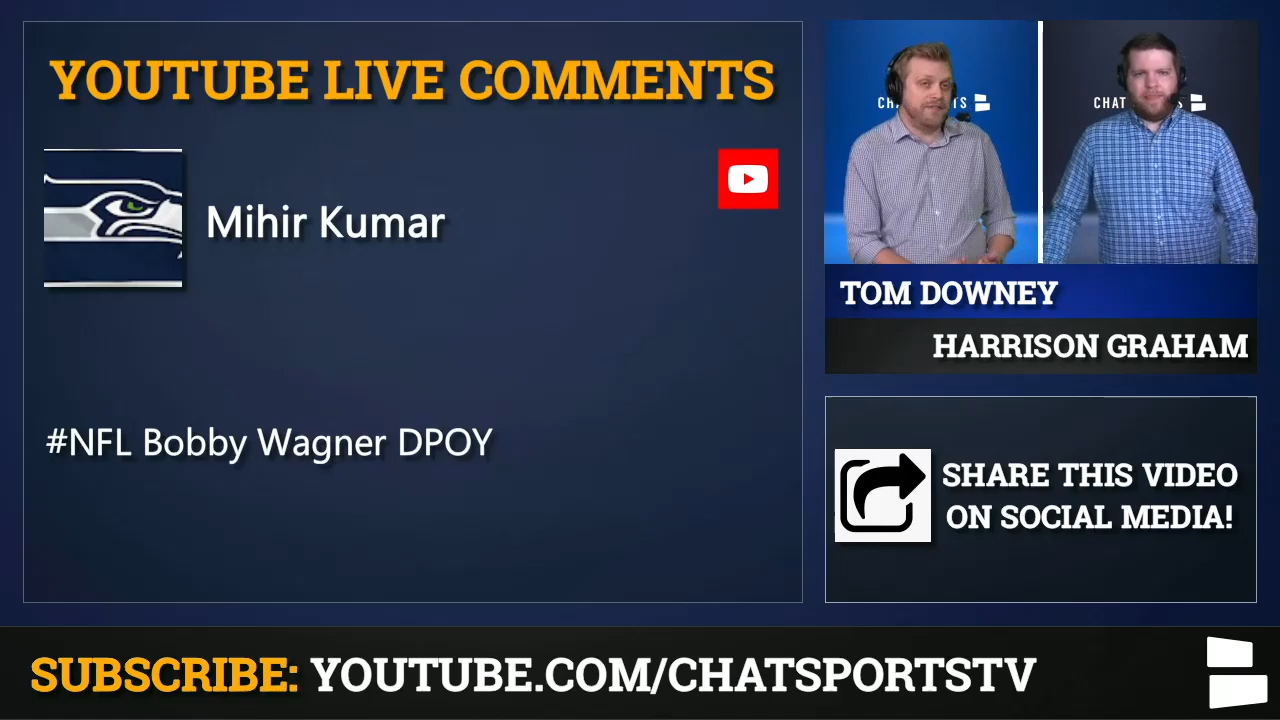 YOUTUBE LIVE COMMENTS
Mihir Kumar
#NFL Bobby Wagner DPOY
CHAT
TOM DOWNEY
HARRISON GRAHAM
SHARE THIS VIDEO
ON SOCIAL MEDIA!
SUBSCRIBE: YOUTUBE.COM/CHATSPORTSTV